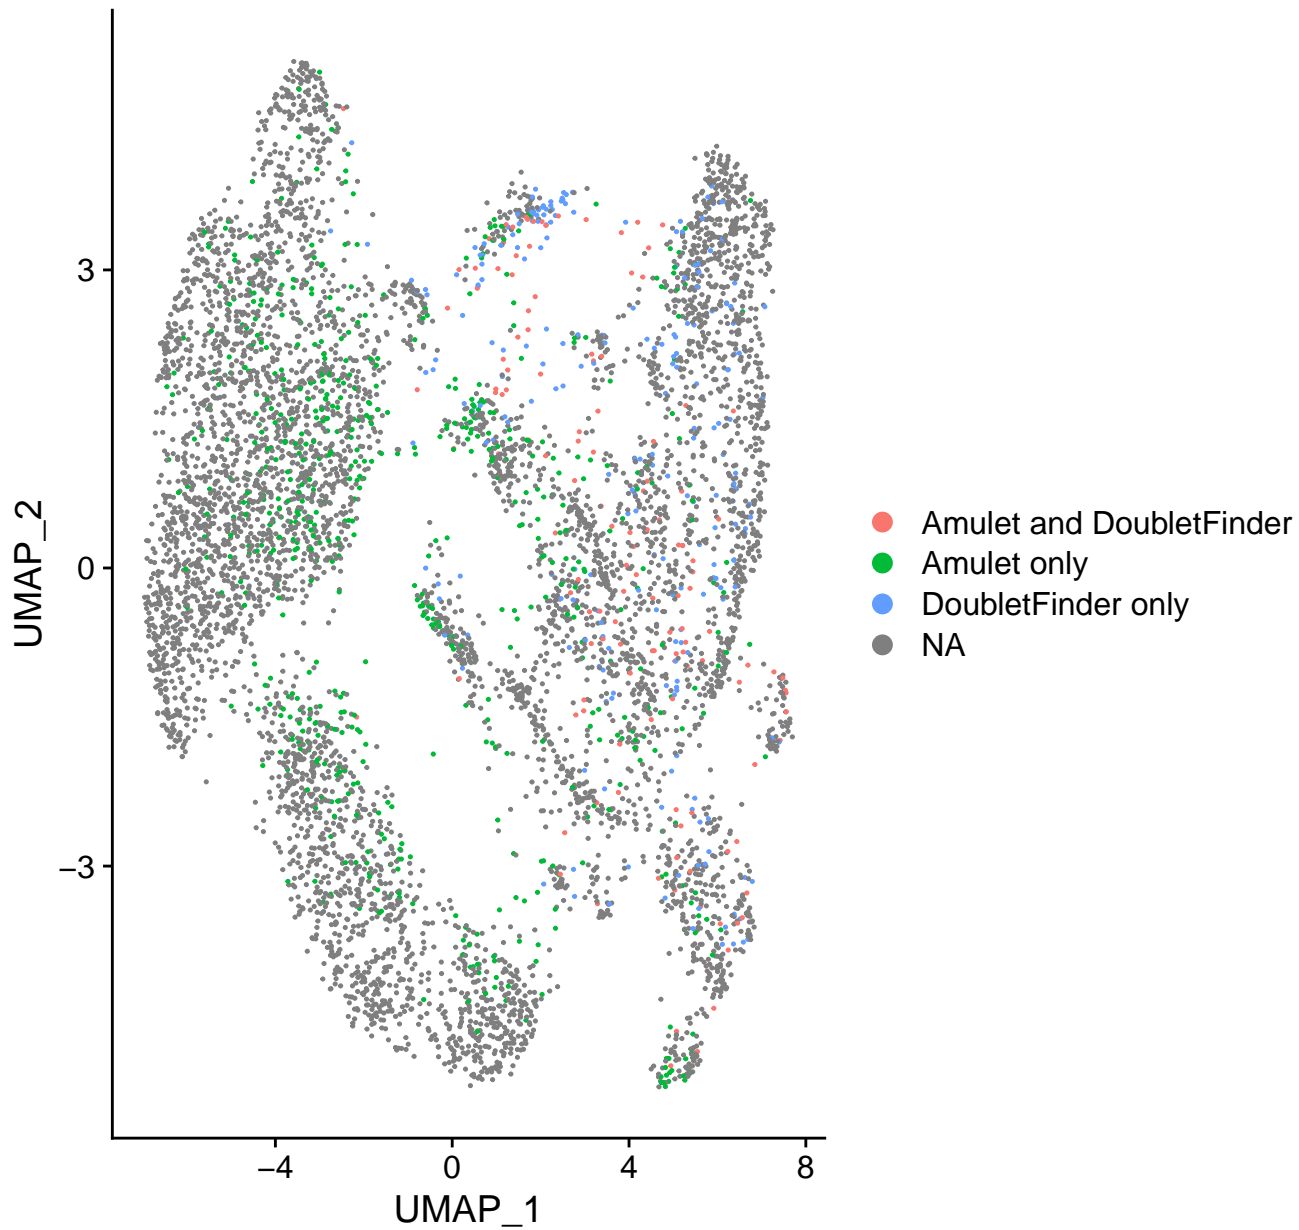 3
0
−3
−4
0
4
8
UMAP_1
UMAP_2
Amulet and DoubletFinder
Amulet only
DoubletFinder only
NA